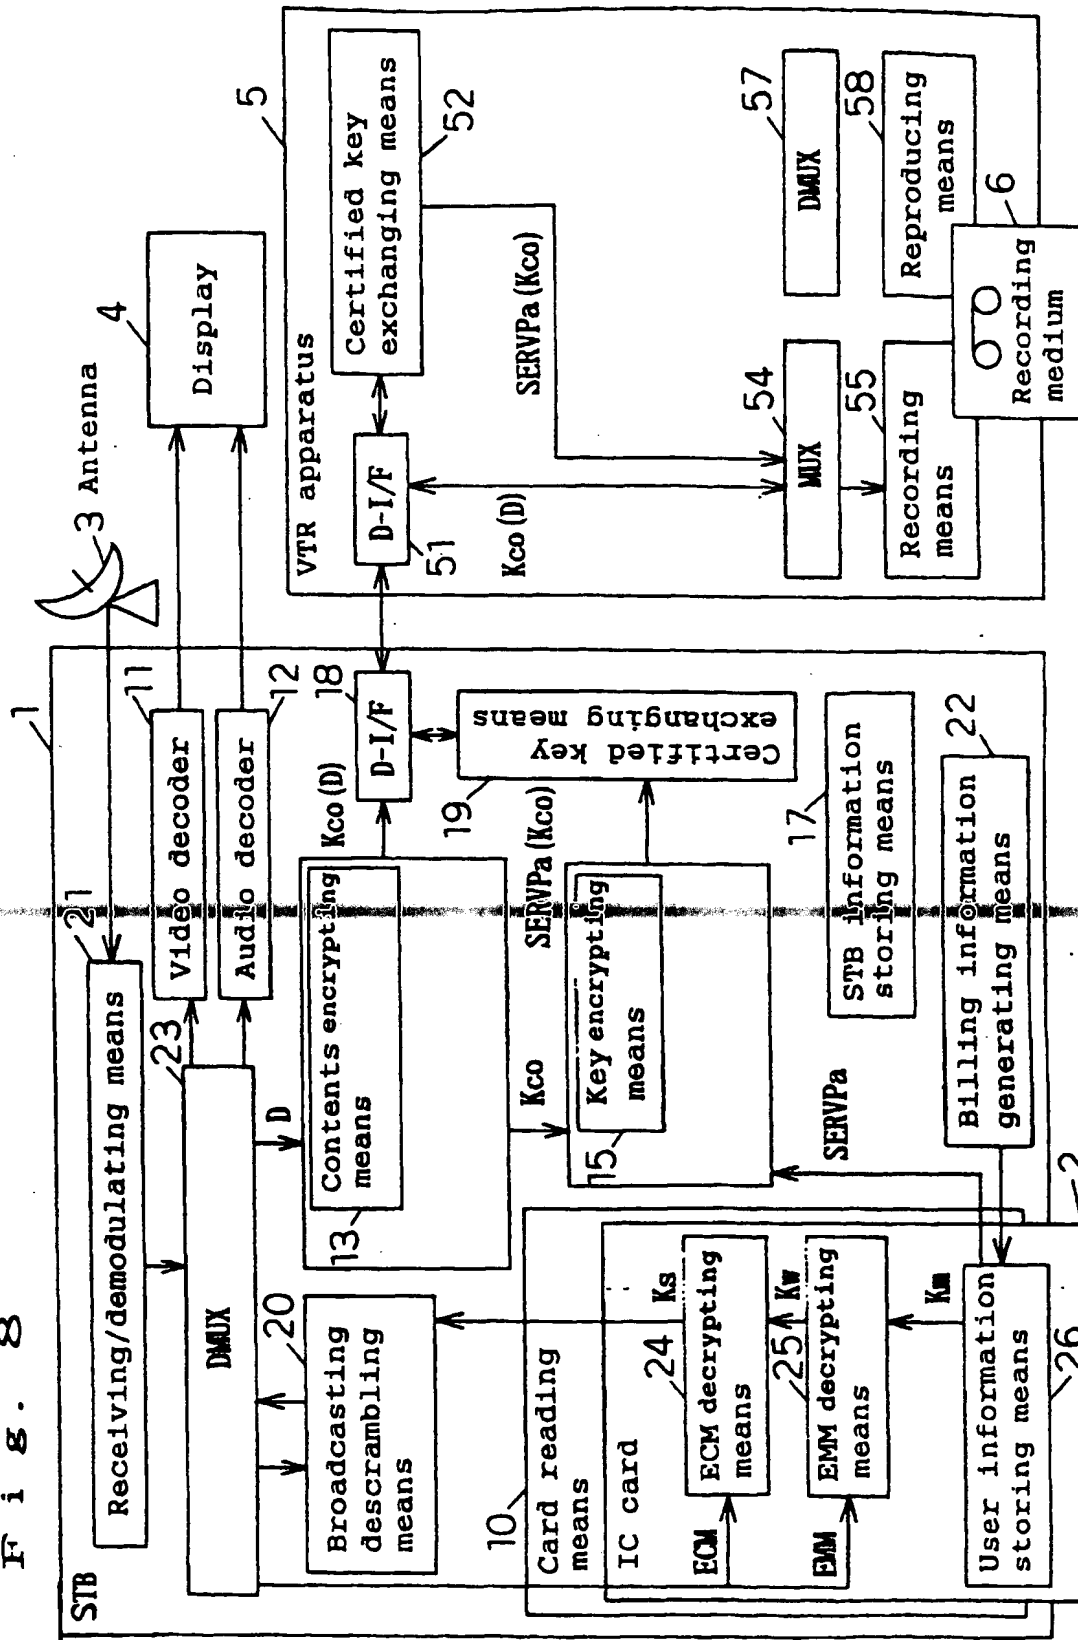 Fig. 8
STB
1
Receiving/demodulating means
21
3 Antenna
DMUX
23
Video decoder
11
Audio decoder
12
4
Display
Broadcasting
descrambling
means
20
D
Contents encrypting
means
13
Kco(D)
D-I/F
18
Certified key
exchanging means
19
Kco
SERVPa(Kco)
Key encrypting
means
15
SERVPa
STB information
storing means
17
Billing information
generating means
22
10
Card reading
means
IC card
2
ECM
ECM decrypting
means
24
Ks
EMM
EMM decrypting
means
25
Kw
Km
User information
storing means
26
VTR apparatus
5
D-I/F
51
Certified key
exchanging means
52
Kco(D)
SERVPa(Kco)
MUX
54
Recording
means
55
DMUX
57
Reproducing
means
58
Recording
medium
6